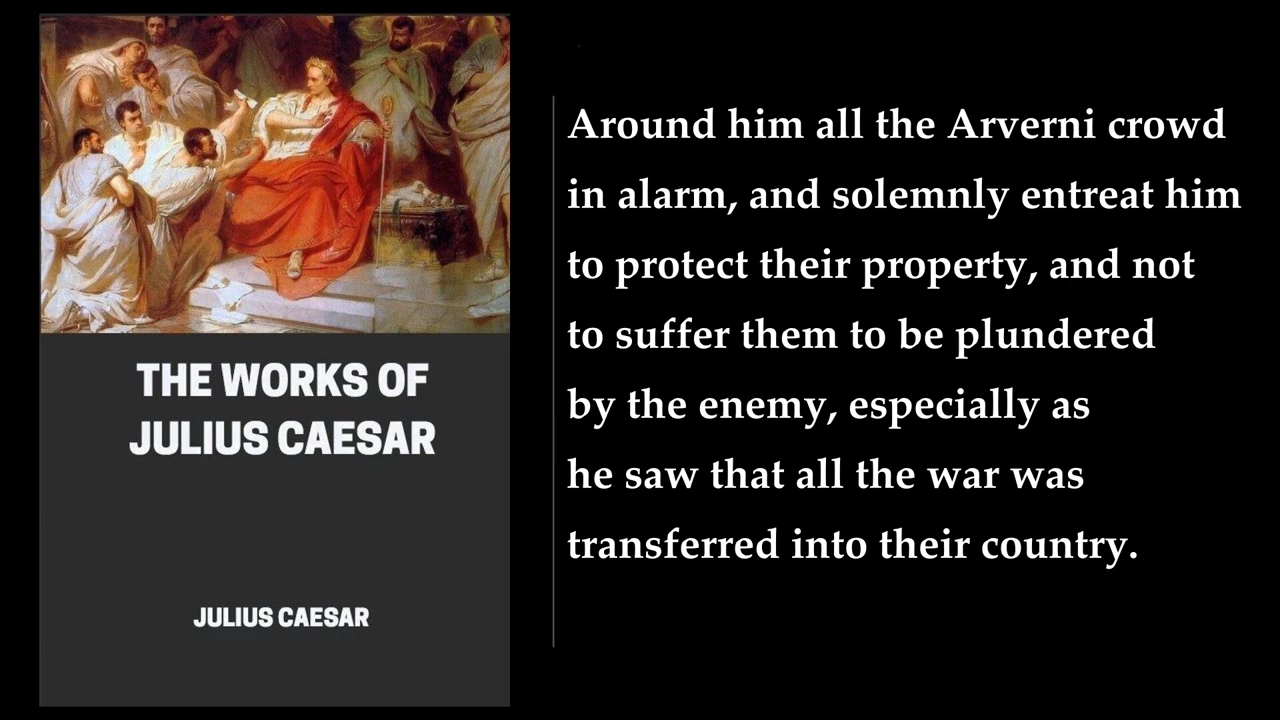 THE WORKS OF
JULIUS CAESAR
JULIUS CAESAR
Around him all the Arverni crowd
in alarm, and solemnly entreat him
to protect their property, and not
to suffer them to be plundered
by the enemy, especially as
he saw that all the war was
transferred into their country.